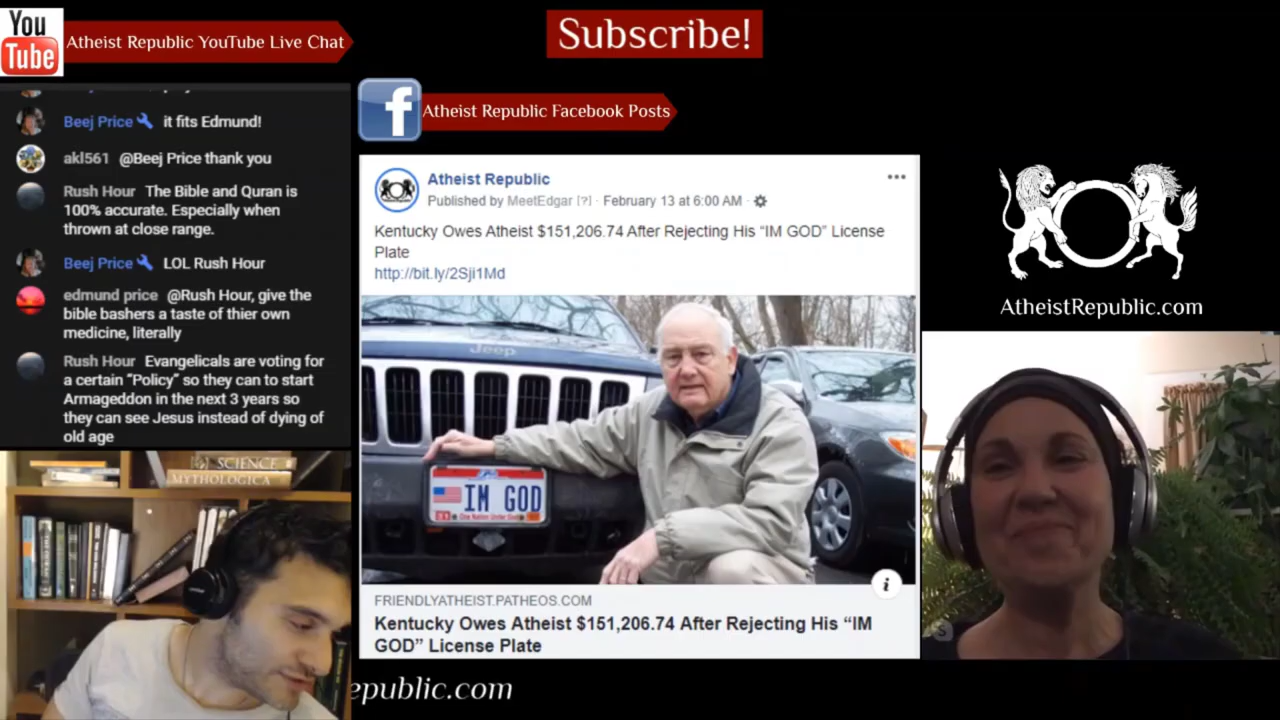 You
Tube
Atheist Republic YouTube Live Chat
Subscribe!
Beej Price it fits Edmund!
akl561 @Beej Price thank you
Rush Hour The Bible and Quran is
100% accurate. Especially when
thrown at close range.
Beej Price LOL Rush Hour
edmund price @Rush Hour, give the
bible bashers a taste of thier own
medicine, literally
Rush Hour Evangelicals are voting for
a certain "Policy" so they can to start
Armageddon in the next 3 years so
they can see Jesus instead of dying of
old age
f
Atheist Republic Facebook Posts
Atheist Republic
Published by MeetEdgar [?] · February 13 at 6:00 AM ·
Kentucky Owes Atheist $151,206.74 After Rejecting His “IM GOD” License
Plate
http://bit.ly/2Sji1Md
Jeep
IM GOD
One Nation Under God
i
FRIENDLYATHEIST.PATHEOS.COM
Kentucky Owes Atheist $151,206.74 After Rejecting His “IM
GOD” License Plate
AtheistRepublic.com
SCIENCE
MYTHOLOGICA
S
epublic.com